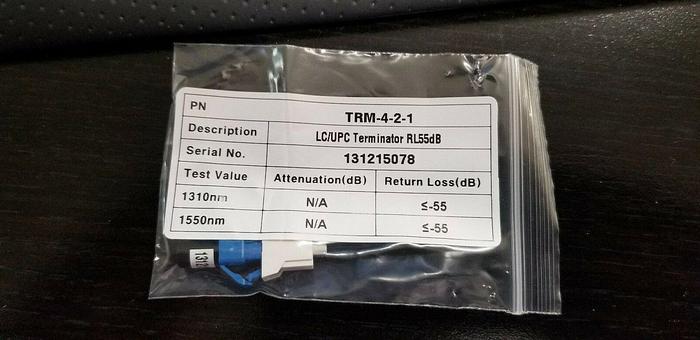 PN TRM-4-2-1
Description LC/UPC Terminator RL55dB
Serial No. 131215078
Test Value Attenuation(dB) Return Loss(dB)
1310nm N/A ≤-55
1550nm N/A ≤-55
1312